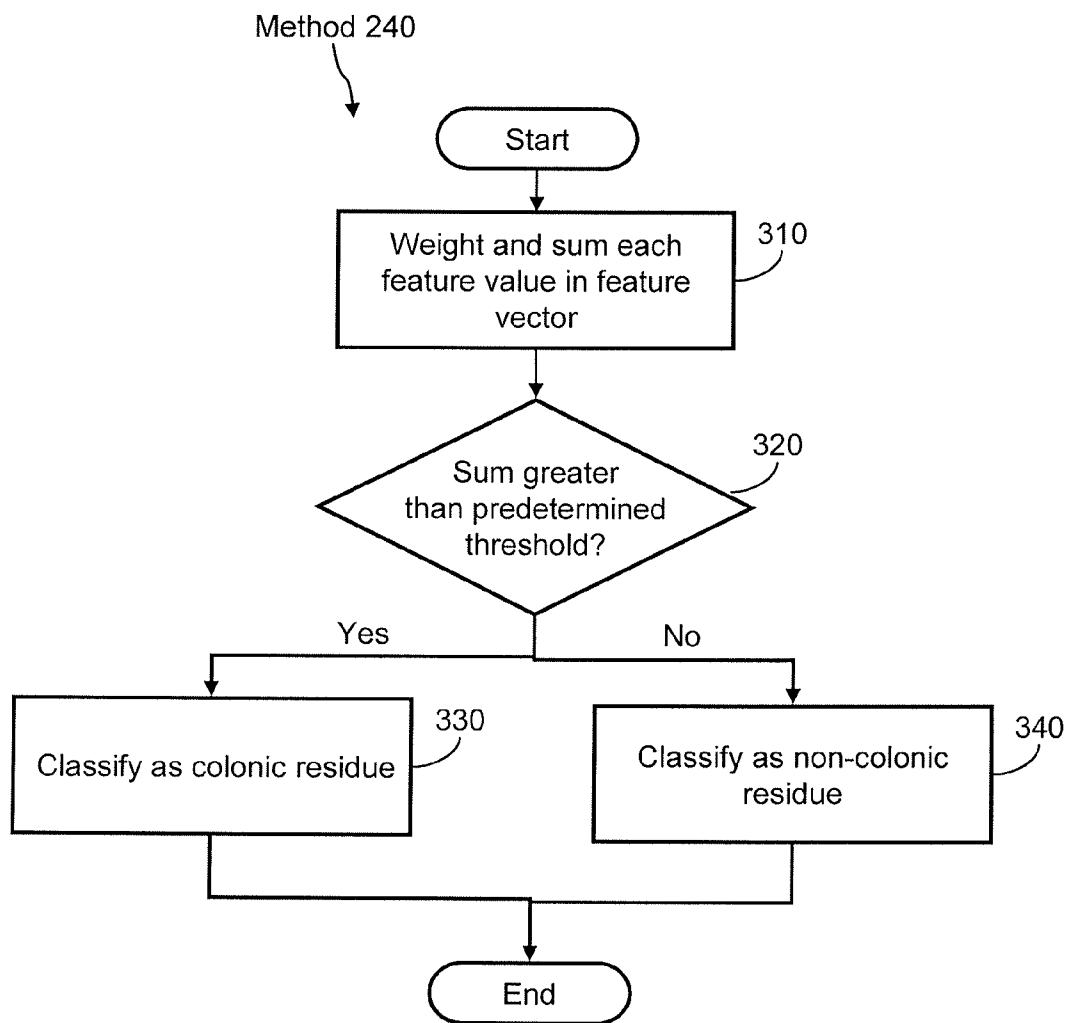 Method 240
Start
Weight and sum each
feature value in feature
vector
310
Sum greater
than predetermined
threshold?
320
Yes
No
Classify as colonic residue
330
Classify as non-colonic
residue
340
End